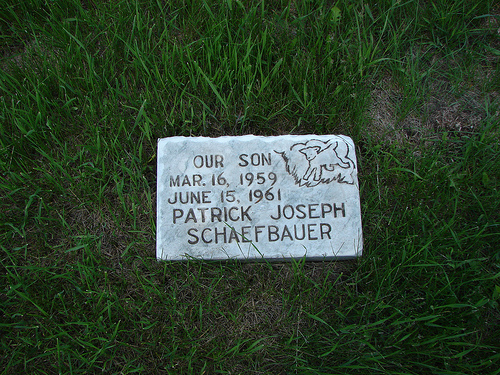 OUR SON
MAR. 16, 1959
JUNE 15, 1961
PATRICK JOSEPH
SCHAEFBAUER